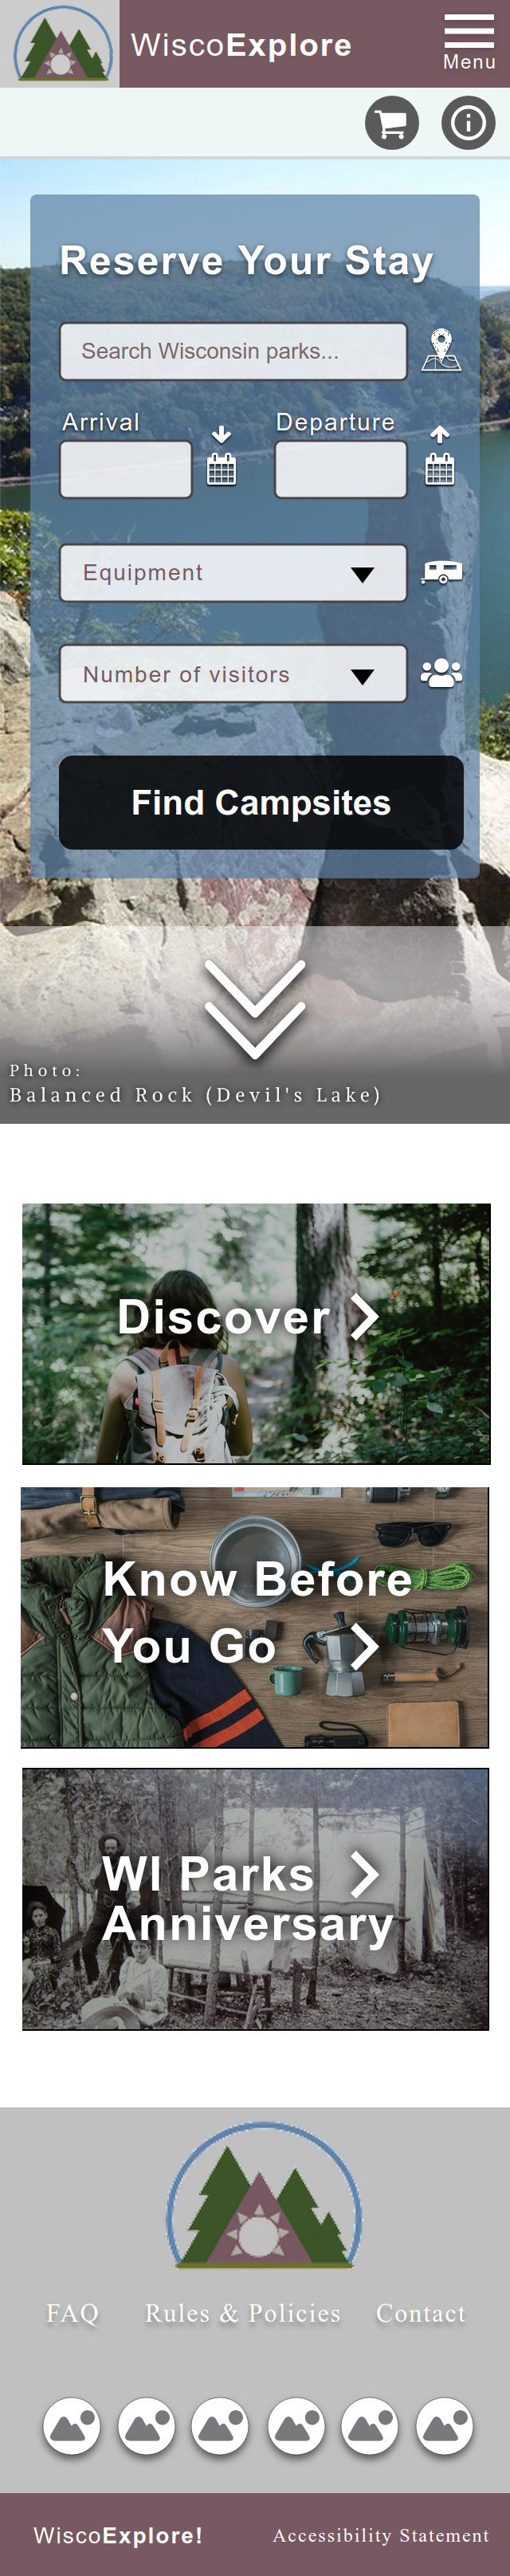 WiscoExplore
Menu
Reserve Your Stay
Search Wisconsin parks...
Arrival
Departure
Equipment
Number of visitors
Find Campsites
Photo:
Balanced Rock (Devil's Lake)
Discover
Know Before
You Go
WI Parks
Anniversary
FAQ
Rules & Policies
Contact
WiscoExplore!
Accessibility Statement